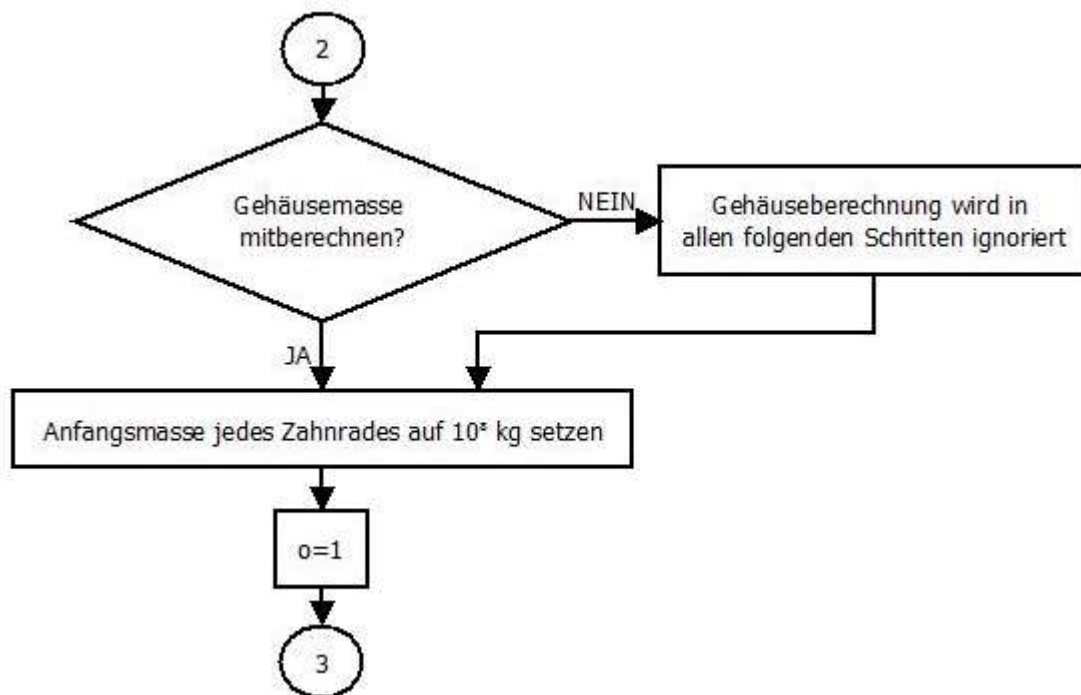 2
Gehäusemasse
mitberechnen?
NEIN
Gehäuseberechnung wird in
allen folgenden Schritten ignoriert
JA
Anfangsmasse jedes Zahnrades auf kg setzen
o=1
3